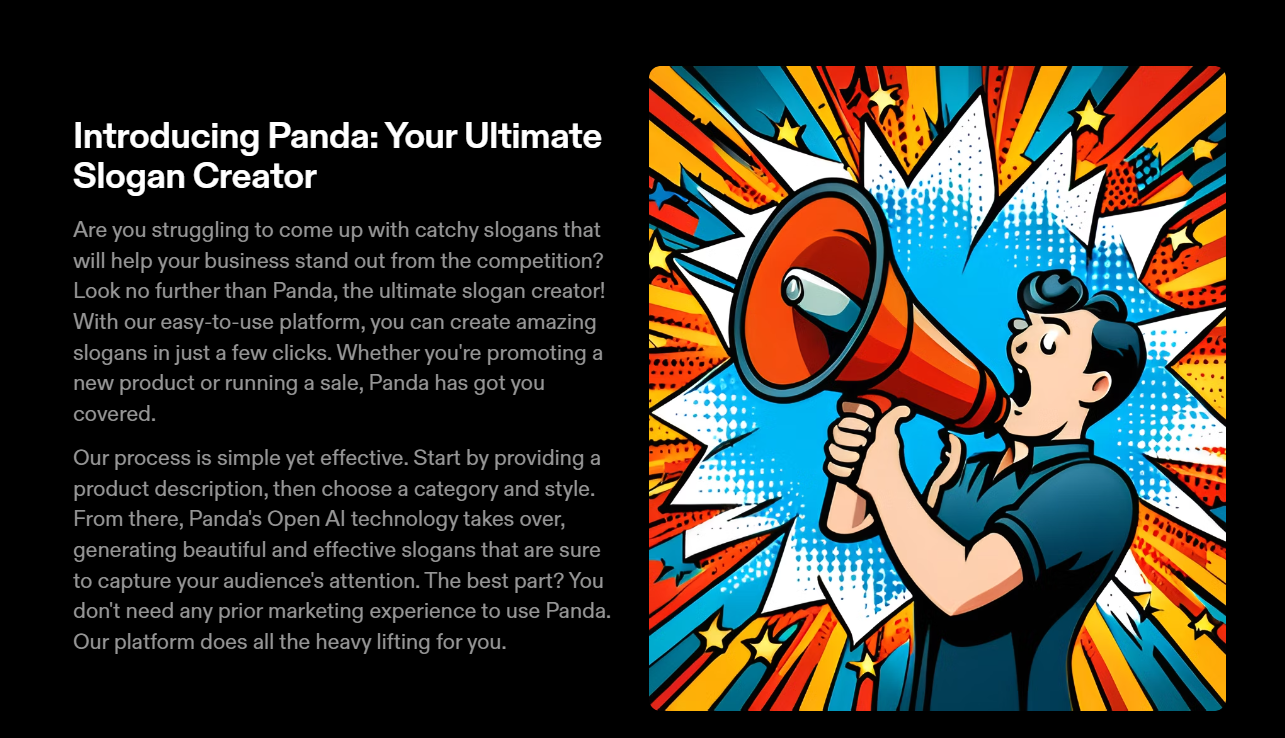 Introducing Panda: Your Ultimate
Slogan Creator
Are you struggling to come up with catchy slogans that
will help your business stand out from the competition?
Look no further than Panda, the ultimate slogan creator!
With our easy-to-use platform, you can create amazing
slogans in just a few clicks. Whether you're promoting a
new product or running a sale, Panda has got you
covered.
Our process is simple yet effective. Start by providing a
product description, then choose a category and style.
From there, Panda's Open AI technology takes over,
generating beautiful and effective slogans that are sure
to capture your audience's attention. The best part? You
don't need any prior marketing experience to use Panda.
Our platform does all the heavy lifting for you.